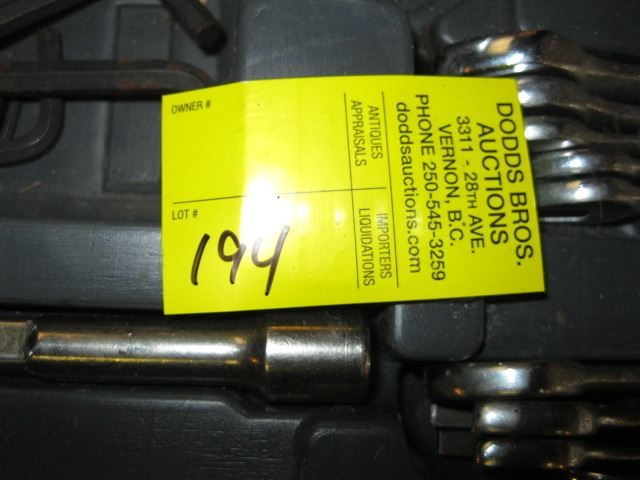 DODDS BROS.
AUCTIONS
3311 - 28TH AVE.
VERNON, B.C.
PHONE 250-545-3259
doddsauctions.com
ANTIQUES
APPRAISALS
IMPORTERS
LIQUIDATIONS
OWNER #
LOT #
194